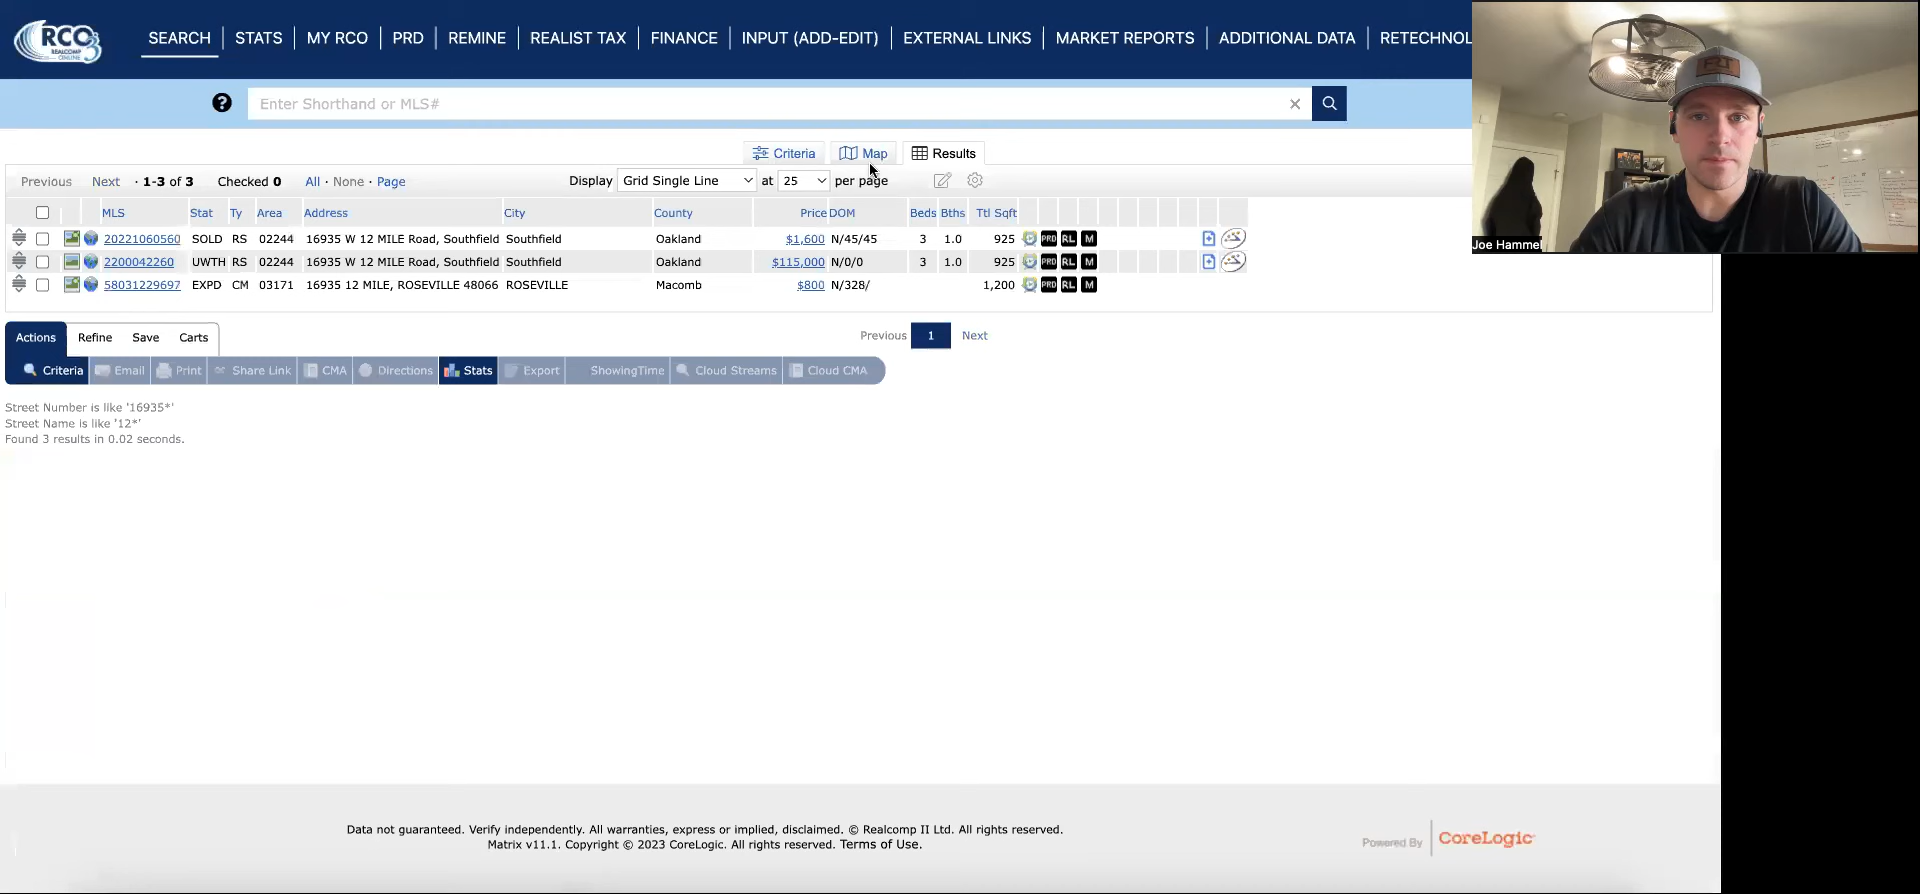 RCO3
REALCOMP
ONLINE
SEARCH STATS MY RCO PRD REMINE REALIST TAX FINANCE INPUT (ADD-EDIT) EXTERNAL LINKS MARKET REPORTS ADDITIONAL DATA RETECHNOL
? Enter Shorthand or MLS#
Criteria Map Results
Previous Next · 1-3 of 3 Checked 0 All · None · Page Display Grid Single Line at 25 per page
MLS Stat Ty Area Address City County Price DOM Beds Bths Ttl Sqft
20221060560 SOLD RS 02244 16935 W 12 MILE Road, Southfield Southfield Oakland $1,600 N/45/45 3 1.0 925 PRD RL M
2200042260 UWTH RS 02244 16935 W 12 MILE Road, Southfield Southfield Oakland $115,000 N/0/0 3 1.0 925 PRD RL M
58031229697 EXPD CM 03171 16935 12 MILE, ROSEVILLE 48066 ROSEVILLE Macomb $800 N/328/ 1,200 PRD RL M
Actions Refine Save Carts Previous 1 Next
Criteria Email Print Share Link CMA Directions Stats Export ShowingTime Cloud Streams Cloud CMA
Street Number is like '16935*'
Street Name is like '12*'
Found 3 results in 0.02 seconds.
Data not guaranteed. Verify independently. All warranties, express or implied, disclaimed. © Realcomp II Ltd. All rights reserved.
Matrix v11.1. Copyright © 2023 CoreLogic. All rights reserved. Terms of Use.
Powered By CoreLogic
FRJ
Joe Hammel